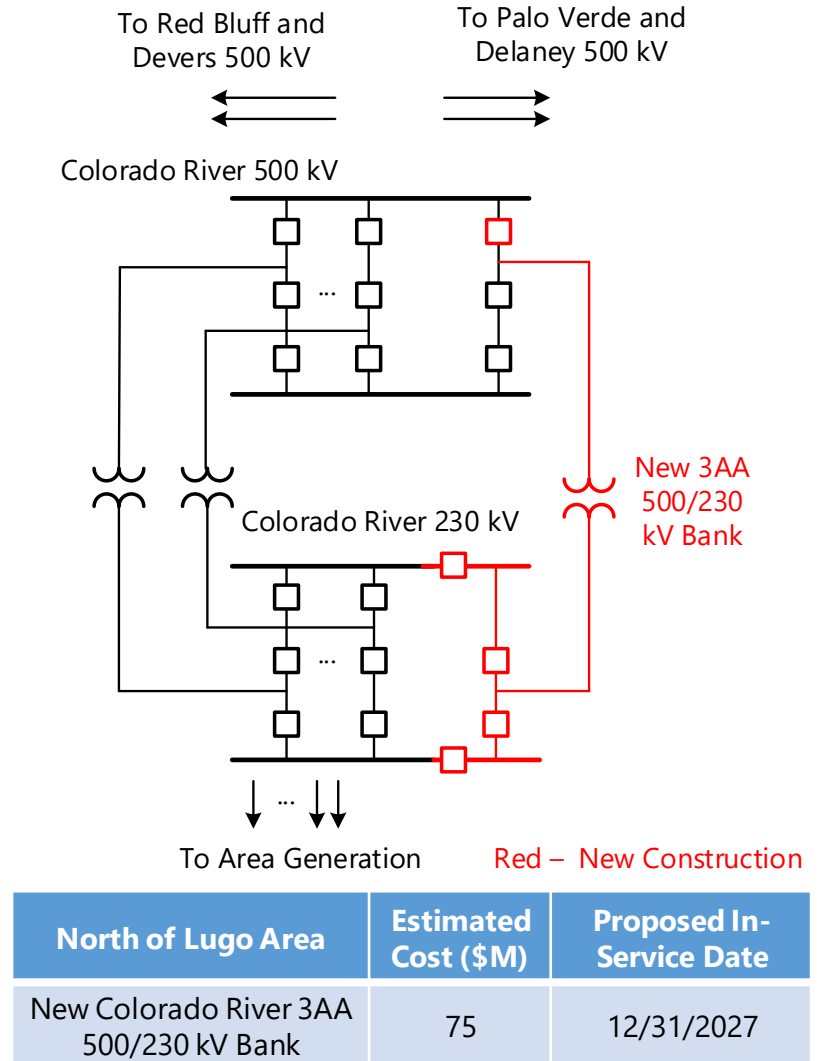 To Red Bluff and
Devers 500 kV
To Palo Verde and
Delaney 500 kV
Colorado River 500 kV
...
New 3AA
500/230
kV Bank
Colorado River 230 kV
...
...
To Area Generation
Red – New Construction
North of Lugo Area
Estimated
Cost ($M)
Proposed In-
Service Date
New Colorado River 3AA
500/230 kV Bank
75
12/31/2027